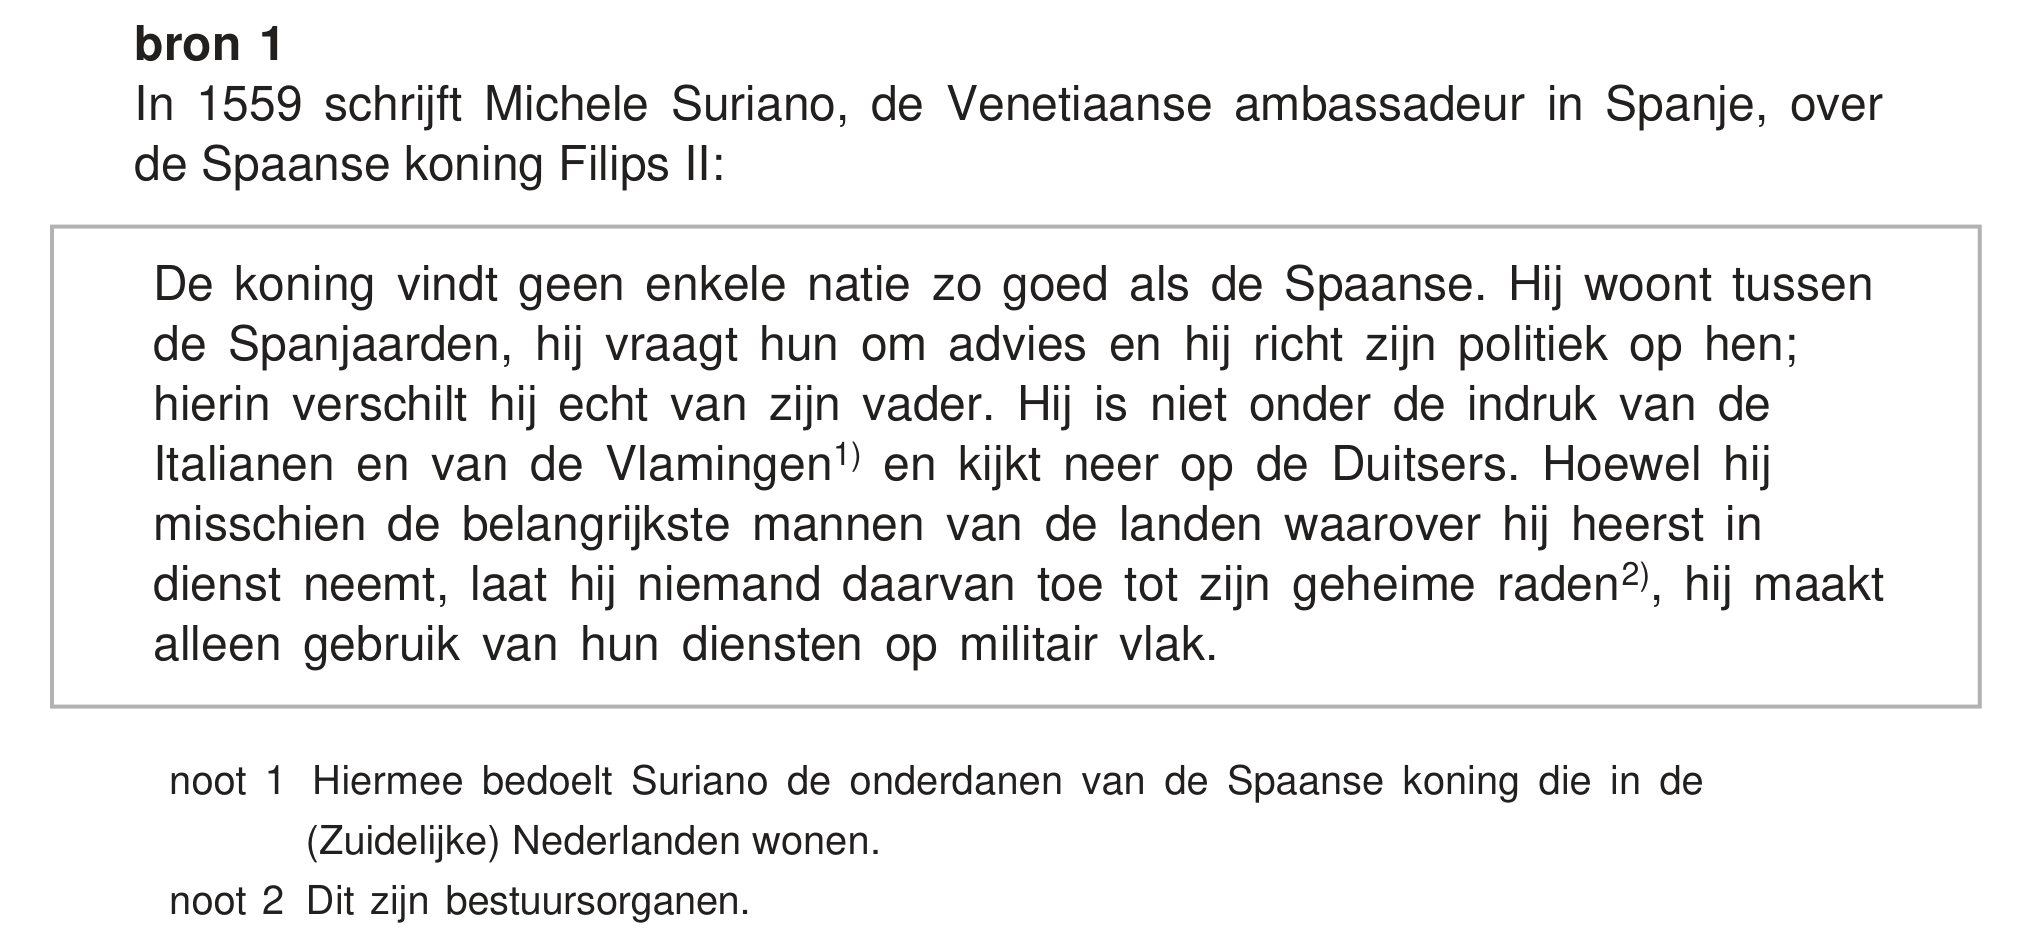 bron 1
In 1559 schrijft Michele Suriano, de Venetiaanse ambassadeur in Spanje, over
de Spaanse koning Filips II:
De koning vindt geen enkele natie zo goed als de Spaanse. Hij woont tussen
de Spanjaarden, hij vraagt hun om advies en hij richt zijn politiek op hen;
hierin verschilt hij echt van zijn vader. Hij is niet onder de indruk van de
Italianen en van de Vlamingen1) en kijkt neer op de Duitsers. Hoewel hij
misschien de belangrijkste mannen van de landen waarover hij heerst in
dienst neemt, laat hij niemand daarvan toe tot zijn geheime raden2), hij maakt
alleen gebruik van hun diensten op militair vlak.
noot 1 Hiermee bedoelt Suriano de onderdanen van de Spaanse koning die in de
(Zuidelijke) Nederlanden wonen.
noot 2 Dit zijn bestuursorganen.